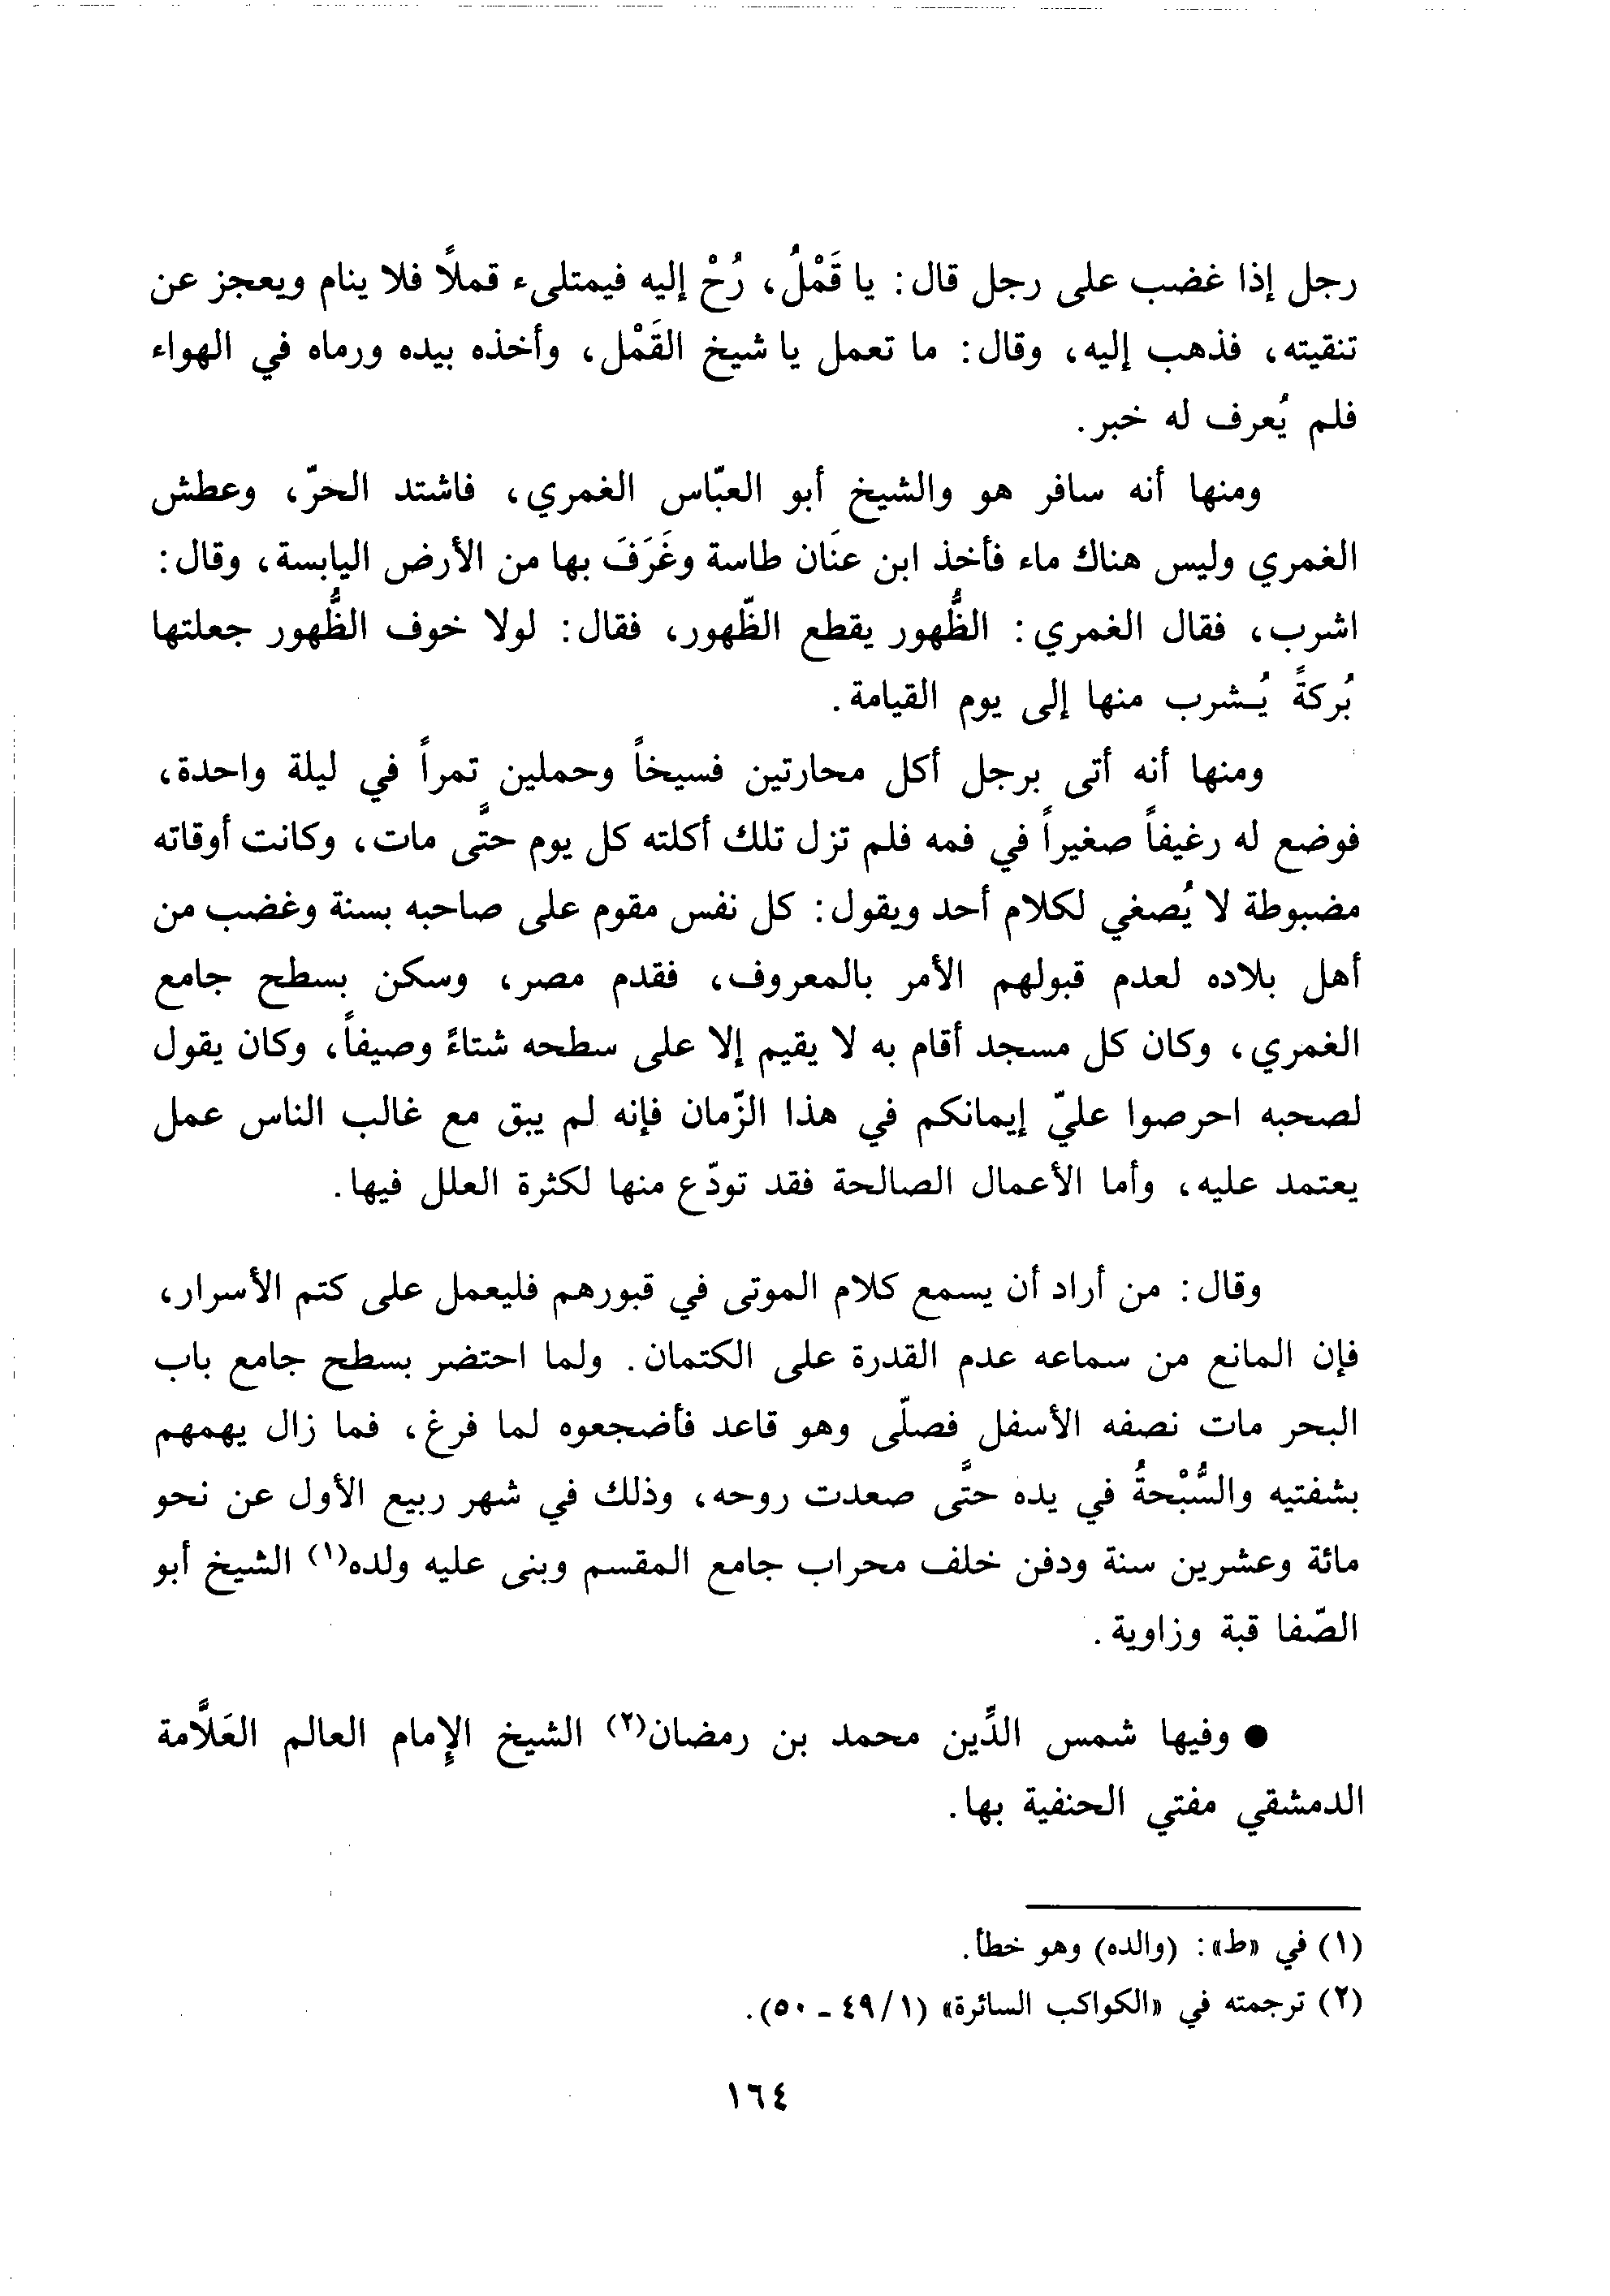 رجل إذا غضب على رجل قال: يا قَمْلُ، رُحْ إليه فيمتلىء قملاً فلا ينام ويعجز عن
تنقيته، فذهب إليه، وقال: ما تعمل يا شيخ القَمْل، وأخذه بيده ورماه في الهواء
فلم يُعرف له خبر.
ومنها أنه سافر هو والشيخ أبو العبّاس الغمري، فاشتد الحرّ، وعطش
الغمري وليس هناك ماء فأخذ ابن عنَان طاسة وغَرَفَ بها من الأرض اليابسة، وقال:
اشرب، فقال الغمري: الظُّهور يقطع الظّهور، فقال: لولا خوف الظُّهور جعلتها
بُركةً يُـشرب منها إلى يوم القيامة.
ومنها أنه أتى برجل أكل محارتين فسيخاً وحملين تمراً في ليلة واحدة،
فوضع له رغيفاً صغيراً في فمه فلم تزل تلك أكلته كل يوم حتَّى مات، وكانت أوقاته
مضبوطة لا يُصغي لكلام أحد ويقول: كل نفس مقوم على صاحبه بسنة وغضب من
أهل بلاده لعدم قبولهم الأمر بالمعروف، فقدم مصر، وسكن بسطح جامع
الغمري، وكان كل مسجد أقام به لا يقيم إلا على سطحه شتاءً وصيفاً، وكان يقول
لصحبه احرصوا عليّ إيمانكم في هذا الزّمان فإنه لم يبق مع غالب الناس عمل
يعتمد عليه، وأما الأعمال الصالحة فقد تودّع منها لكثرة العلل فيها.
وقال: من أراد أن يسمع كلام الموتى في قبورهم فليعمل على كتم الأسرار،
فإن المانع من سماعه عدم القدرة على الكتمان. ولما احتضر بسطح جامع باب
البحر مات نصفه الأسفل فصلّى وهو قاعد فأضجعوه لما فرغ، فما زال يهمهم
بشفتيه والسُّبْحةُ في يده حتَّى صعدت روحه، وذلك في شهر ربيع الأول عن نحو
مائة وعشرين سنة ودفن خلف محراب جامع المقسم وبنى عليه ولده(١) الشيخ أبو
الصّفا قبة وزاوية.
● وفيها شمس الدِّين محمد بن رمضان(٢) الشيخ الإِمام العالم العَلَّامة
الدمشقي مفتي الحنفية بها.
(١) في «ط»: (والده) وهو خطأ.
(٢) ترجمته في «الكواكب السائرة» (١/٤٩ ـ ٥٠).
١٦٤